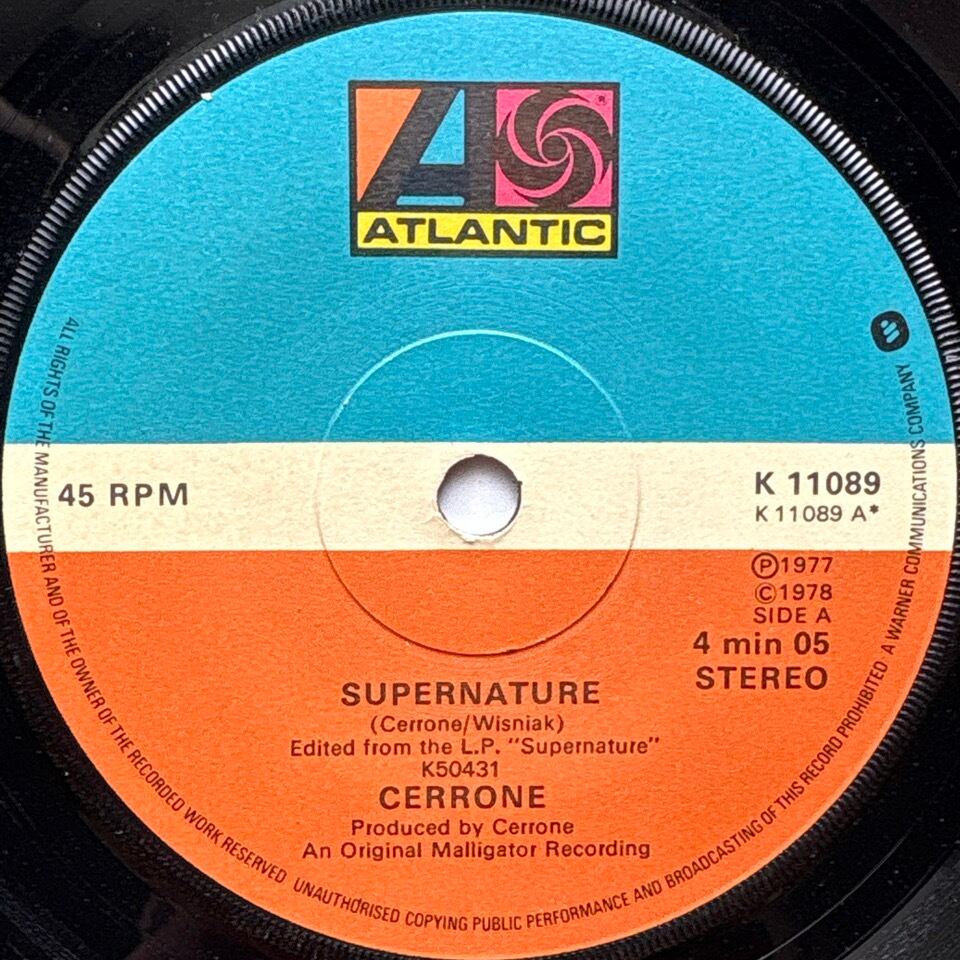 ATLANTIC
45 RPM
K 11089
K 11089 A*
Ⓟ1977
©1978
SIDE A
4 min 05
STEREO
SUPERNATURE
(Cerrone/Wisniak)
Edited from the L.P. "Supernature"
K50431
CERRONE
Produced by Cerrone
An Original Malligator Recording
ALL RIGHTS OF THE MANUFACTURER AND OF THE OWNER OF THE RECORDED WORK RESERVED UNAUTHORISED COPYING PUBLIC PERFORMANCE AND BROADCASTING OF THIS RECORD PROHIBITED · A WARNER COMMUNICATIONS COMPANY